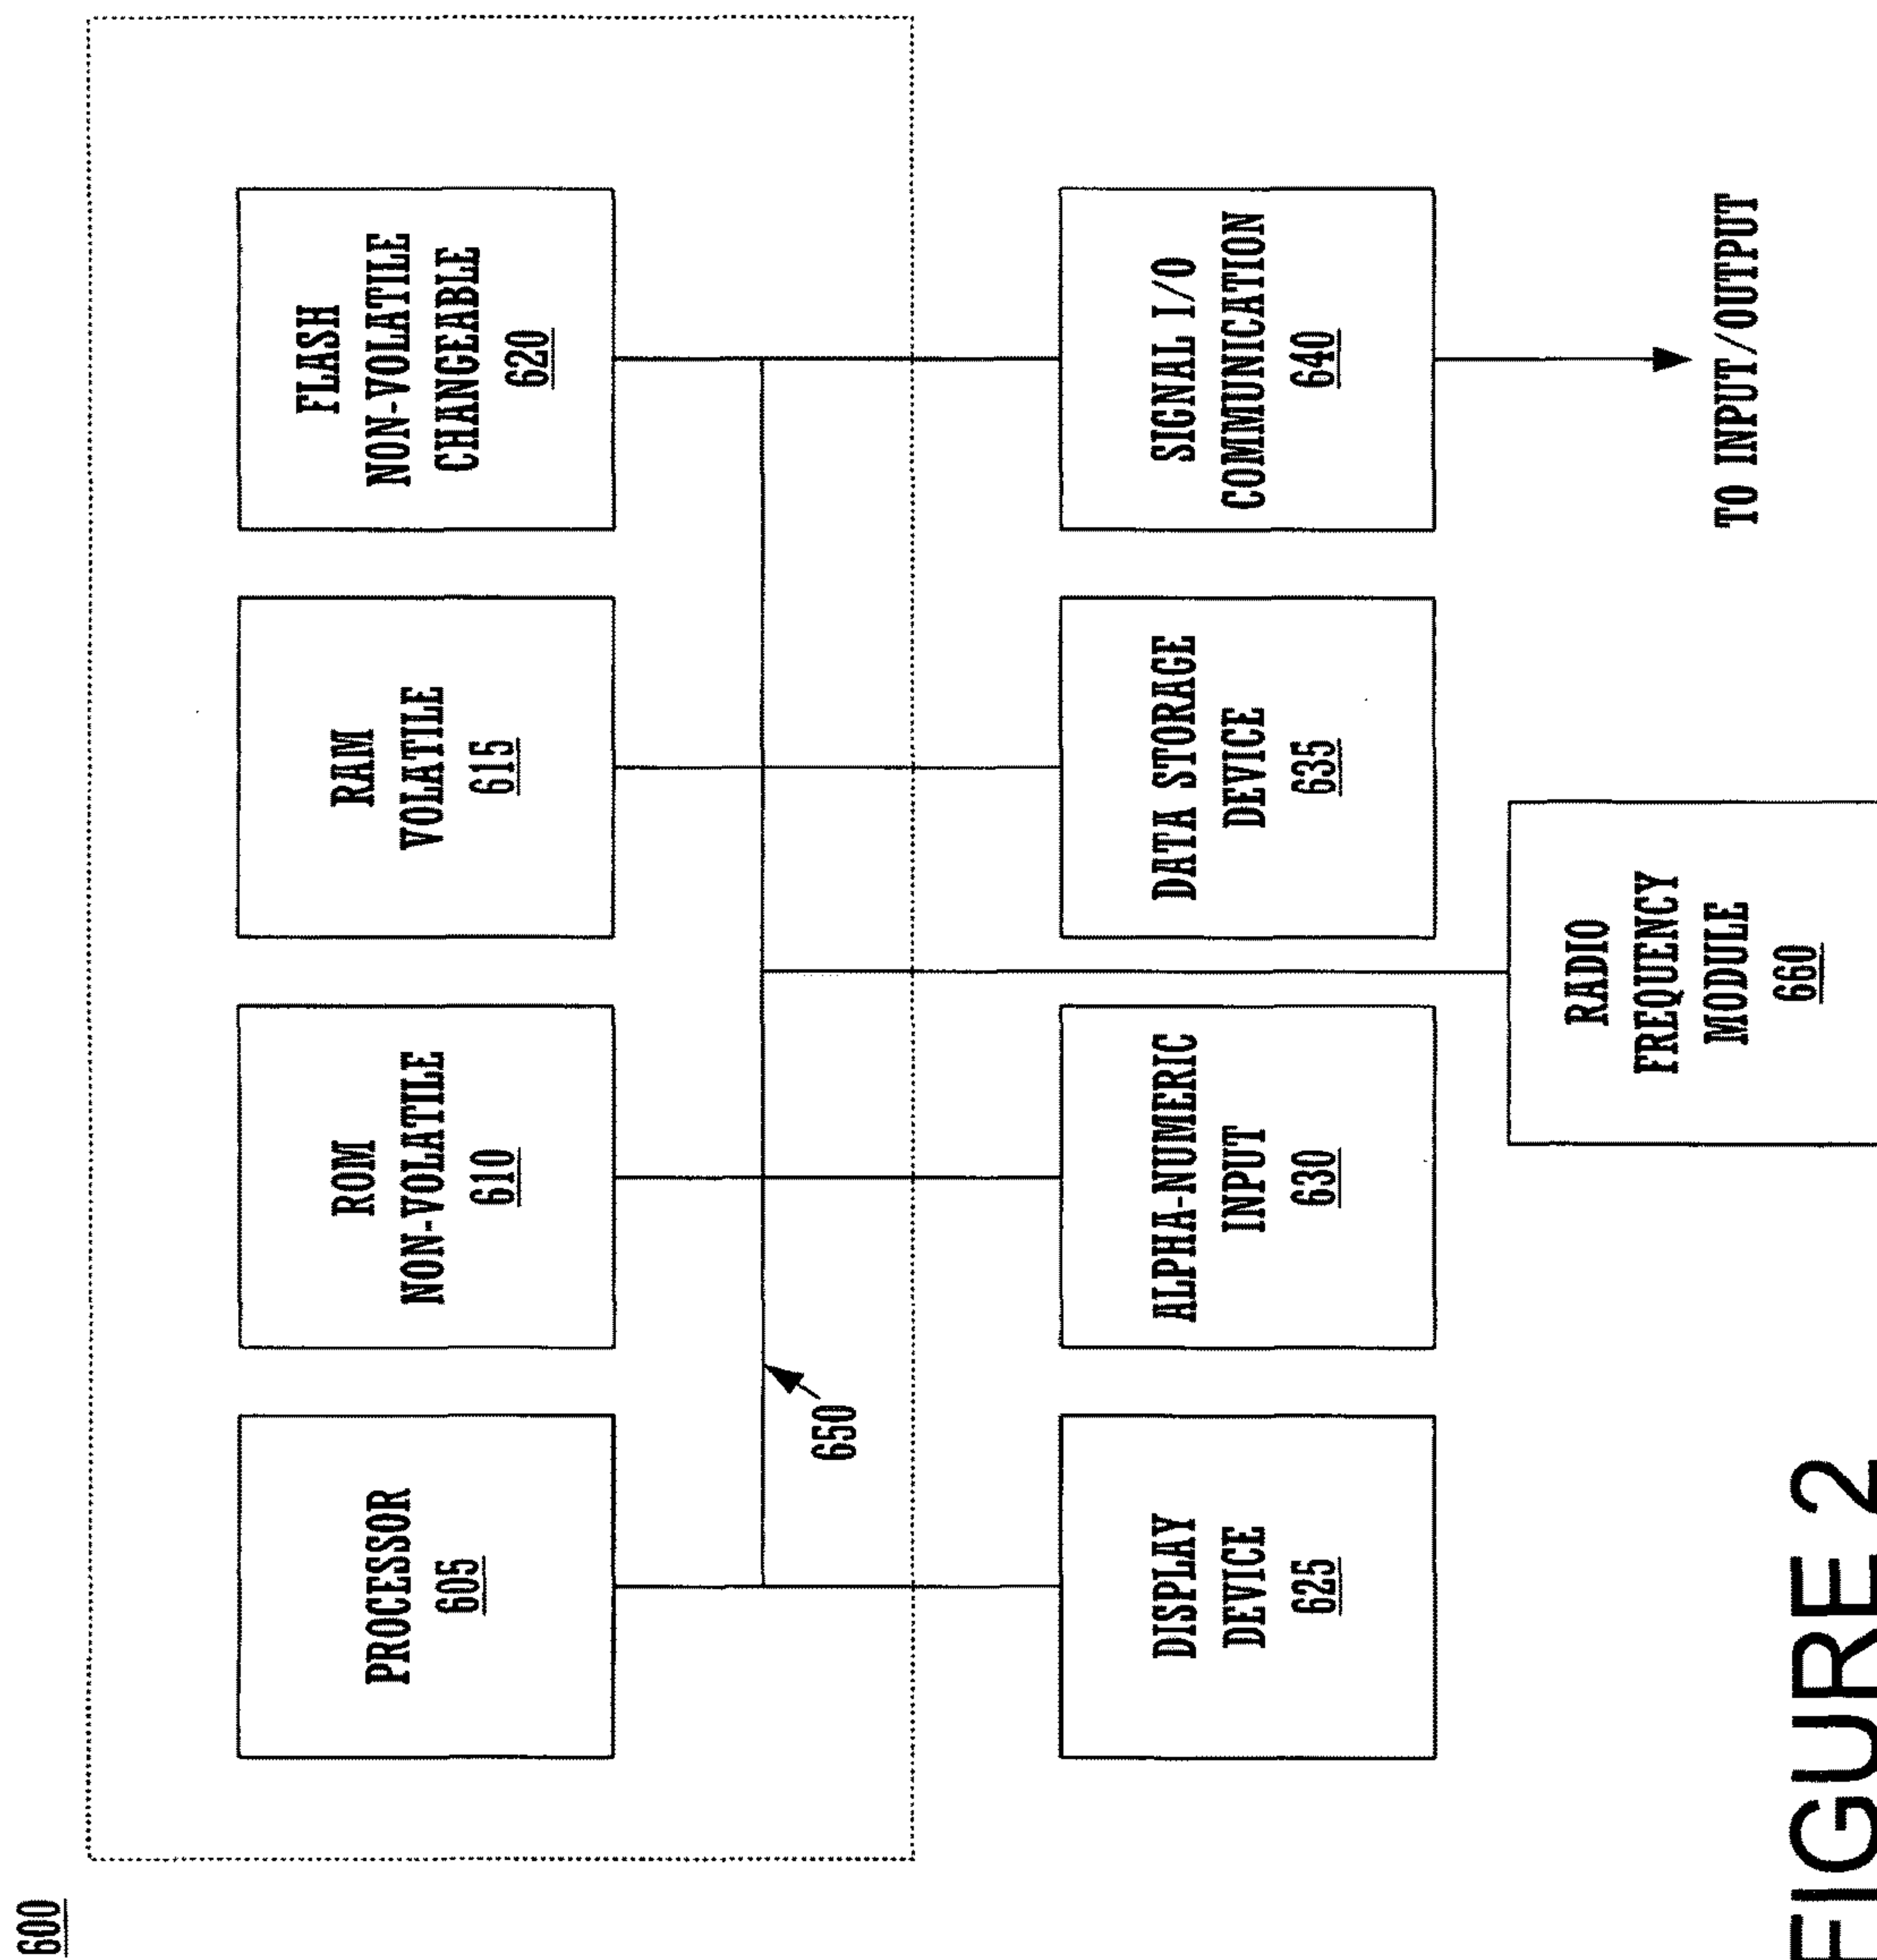 600
PROCESSOR
605
ROM
NON-VOLATILE
610
RAM
VOLATILE
615
FLASH
NON-VOLATILE
CHANGEABLE
620
650
DISPLAY
DEVICE
625
ALPHA-NUMERIC
INPUT
630
DATA STORAGE
DEVICE
635
SIGNAL I/O
COMMUNICATION
640
RADIO
FREQUENCY
MODULE
660
TO INPUT/OUTPUT
FIGURE 2